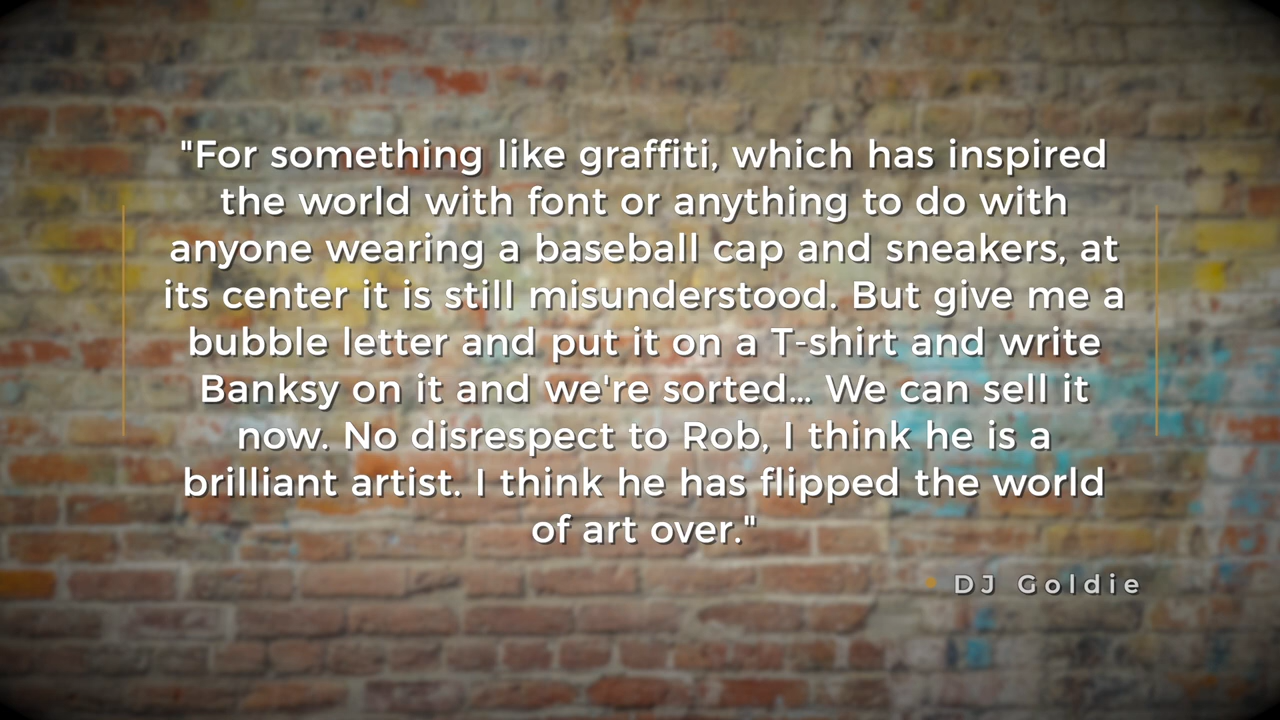 "For something like graffiti, which has inspired
the world with font or anything to do with
anyone wearing a baseball cap and sneakers, at
its center it is still misunderstood. But give me a
bubble letter and put it on a T-shirt and write
Banksy on it and we're sorted... We can sell it
now. No disrespect to Rob, I think he is a
brilliant artist. I think he has flipped the world
of art over."
DJ Goldie